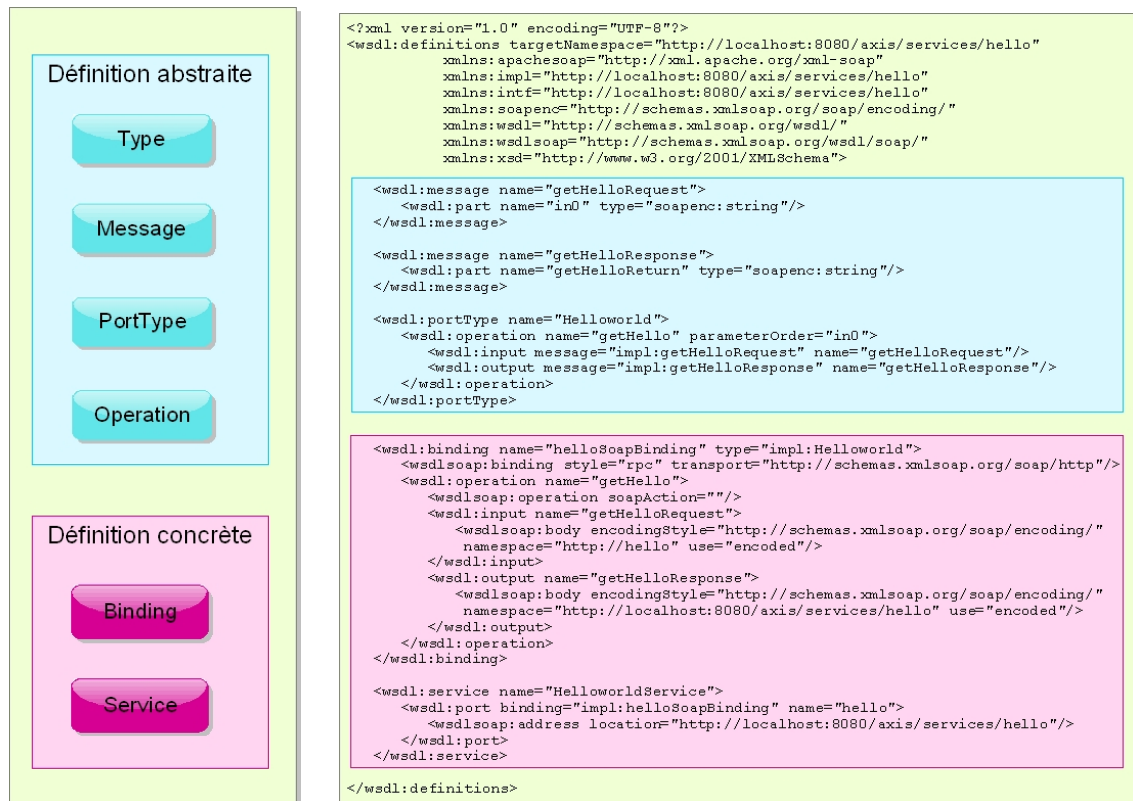 Définition abstraite
Type
Message
PortType
Operation
Définition concrète
Binding
Service
<?xml version="1.0" encoding="UTF-8"?>
<wsdl:definitions targetNamespace="http://localhost:8080/axis/services/hello"
xmlns:apachesoap="http://xml.apache.org/xml-soap"
xmlns:impl="http://localhost:8080/axis/services/hello"
xmlns:intf="http://localhost:8080/axis/services/hello"
xmlns:soapenc="http://schemas.xmlsoap.org/soap/encoding/"
xmlns:wsdl="http://schemas.xmlsoap.org/wsdl/"
xmlns:wsdlsoap="http://schemas.xmlsoap.org/wsdl/soap/"
xmlns:xsd="http://www.w3.org/2001/XMLSchema">
<wsdl:message name="getHelloRequest">
<wsdl:part name="in0" type="soapenc:string"/>
</wsdl:message>
<wsdl:message name="getHelloResponse">
<wsdl:part name="getHelloReturn" type="soapenc:string"/>
</wsdl:message>
<wsdl:portType name="Helloworld">
<wsdl:operation name="getHello" parameterOrder="in0">
<wsdl:input message="impl:getHelloRequest" name="getHelloRequest"/>
<wsdl:output message="impl:getHelloResponse" name="getHelloResponse"/>
</wsdl:operation>
</wsdl:portType>
<wsdl:binding name="helloSoapBinding" type="impl:Helloworld">
<wsdlsoap:binding style="rpc" transport="http://schemas.xmlsoap.org/soap/http"/>
<wsdl:operation name="getHello">
<wsdlsoap:operation soapAction=""/>
<wsdl:input name="getHelloRequest">
<wsdlsoap:body encodingStyle="http://schemas.xmlsoap.org/soap/encoding/"
namespace="http://hello" use="encoded"/>
</wsdl:input>
<wsdl:output name="getHelloResponse">
<wsdlsoap:body encodingStyle="http://schemas.xmlsoap.org/soap/encoding/"
namespace="http://localhost:8080/axis/services/hello" use="encoded"/>
</wsdl:output>
</wsdl:operation>
</wsdl:binding>
<wsdl:service name="HelloworldService">
<wsdl:port binding="impl:helloSoapBinding" name="hello">
<wsdlsoap:address location="http://localhost:8080/axis/services/hello"/>
</wsdl:port>
</wsdl:service>
</wsdl:definitions>